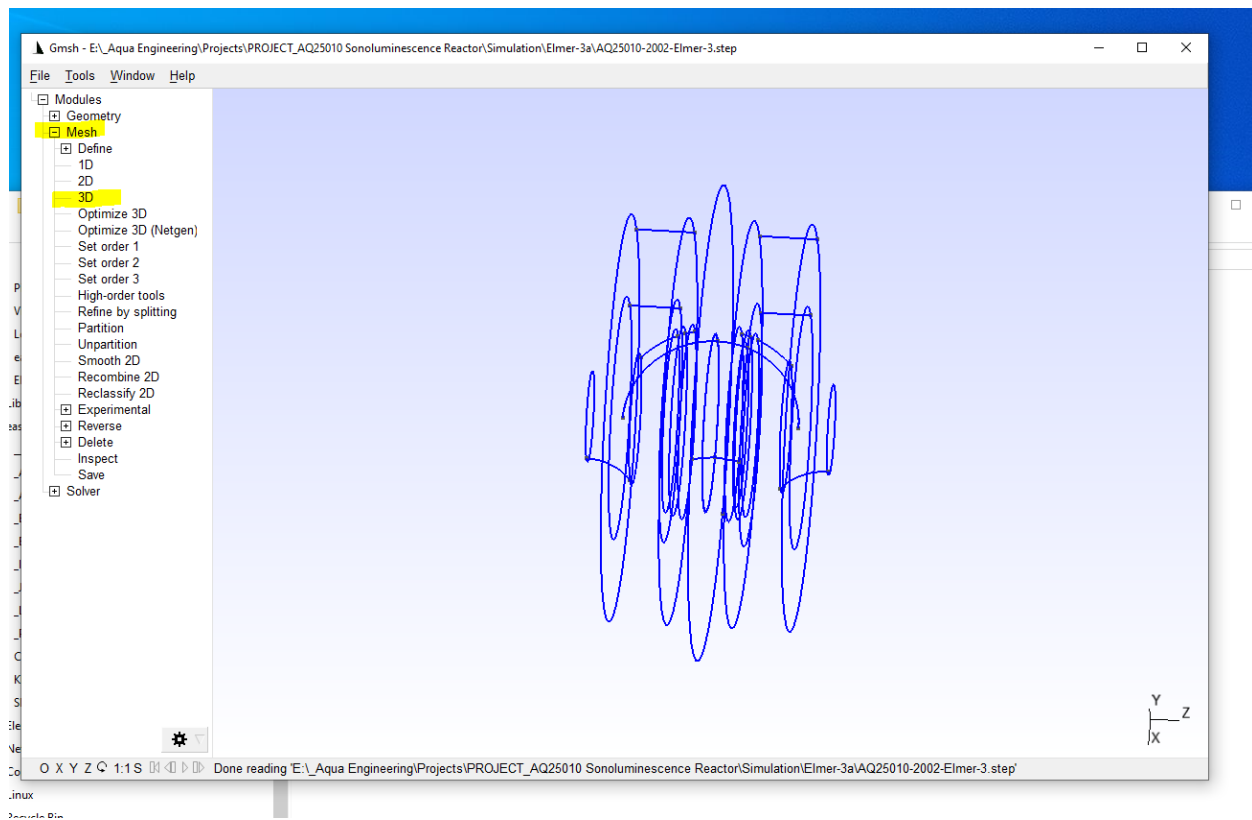 Gmsh - E:\_Aqua Engineering\Projects\PROJECT_AQ25010 Sonoluminescence Reactor\Simulation\Elmer-3a\AQ25010-2002-Elmer-3.step
File Tools Window Help
Modules
Geometry
Mesh
Define
1D
2D
3D
Optimize 3D
Optimize 3D (Netgen)
Set order 1
Set order 2
Set order 3
High-order tools
Refine by splitting
Partition
Unpartition
Smooth 2D
Recombine 2D
Reclassify 2D
Experimental
Reverse
Delete
Inspect
Save
Solver
Y
Z
X
O X Y Z 1:1 S Done reading 'E:\_Aqua Engineering\Projects\PROJECT_AQ25010 Sonoluminescence Reactor\Simulation\Elmer-3a\AQ25010-2002-Elmer-3.step'
Linux
Recycle Bin